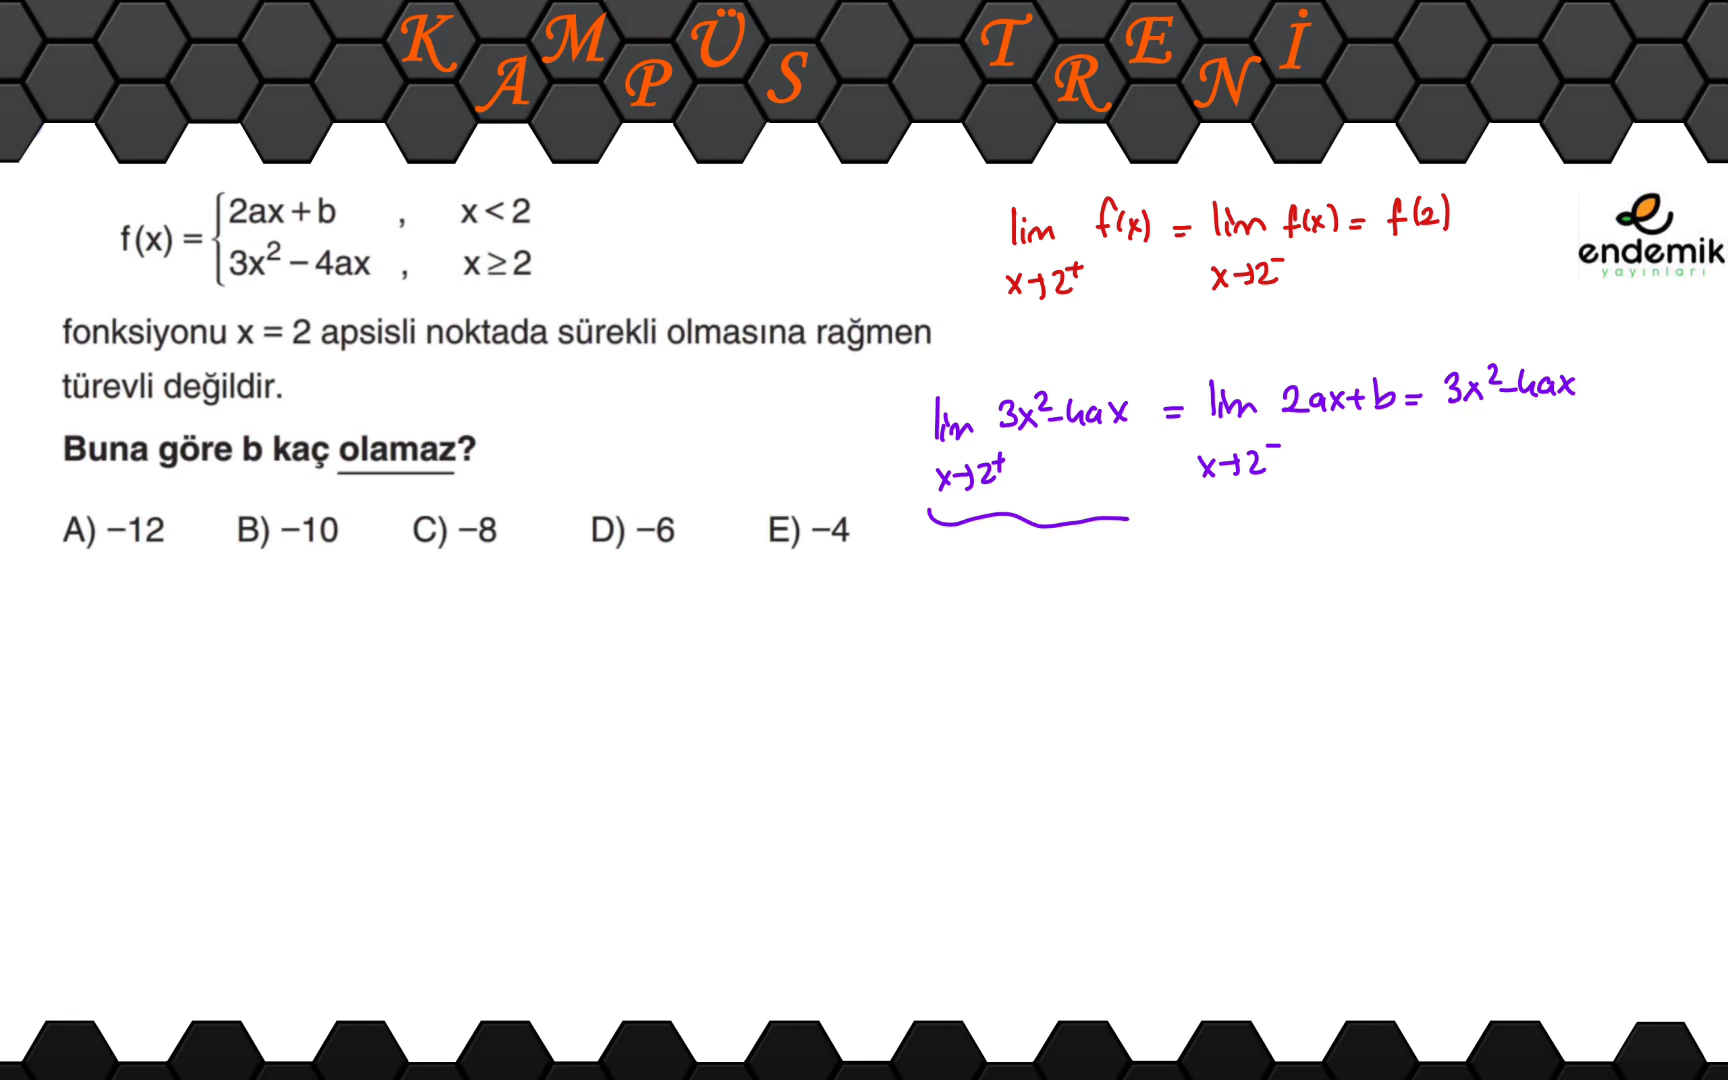 KAMPÜS TRENİ
f(x) = { 2ax + b , x < 2
3x² − 4ax , x ≥ 2
fonksiyonu x = 2 apsisli noktada sürekli olmasına rağmen
türevli değildir.
Buna göre b kaç olamaz?
A) −12 B) −10 C) −8 D) −6 E) −4
lim f(x) = lim f(x) = f(2)
x→2⁺ x→2⁻
endemik
yayınları
lim 3x²−4ax = lim 2ax+b = 3x²−4ax
x→2⁺ x→2⁻